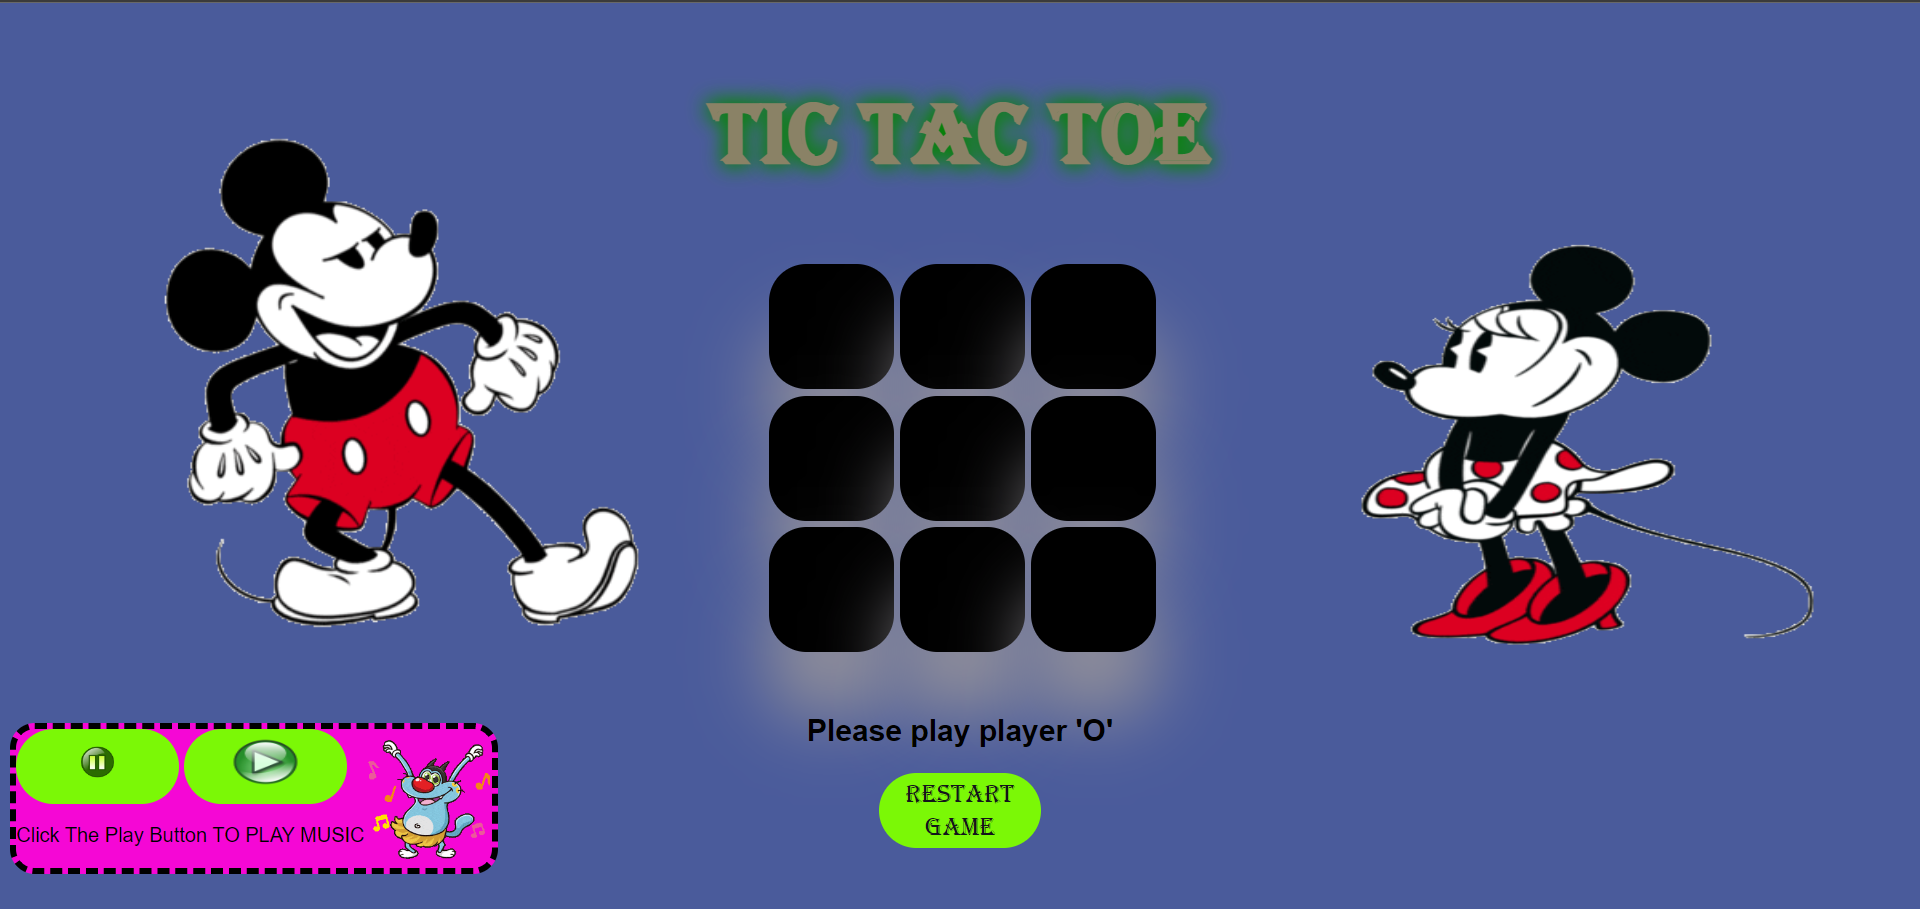 TIC TAC TOE
Please play player 'O'
RESTART
GAME
Click The Play Button TO PLAY MUSIC